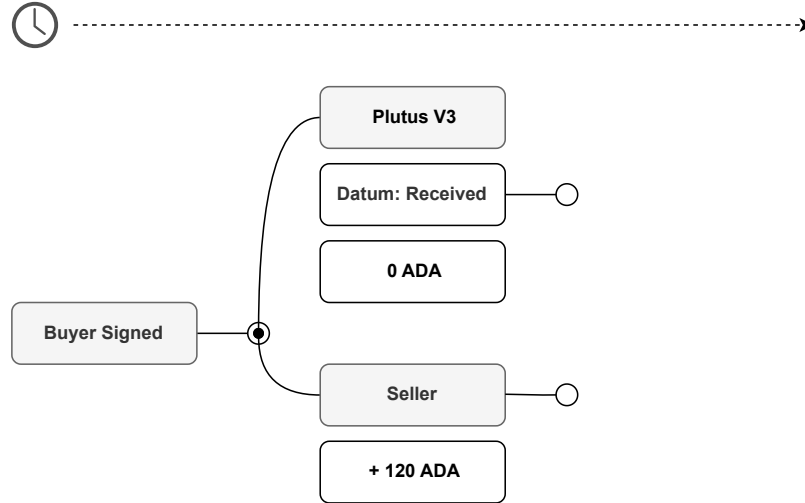 Plutus V3
Datum: Received
0 ADA
Buyer Signed
Seller
+ 120 ADA